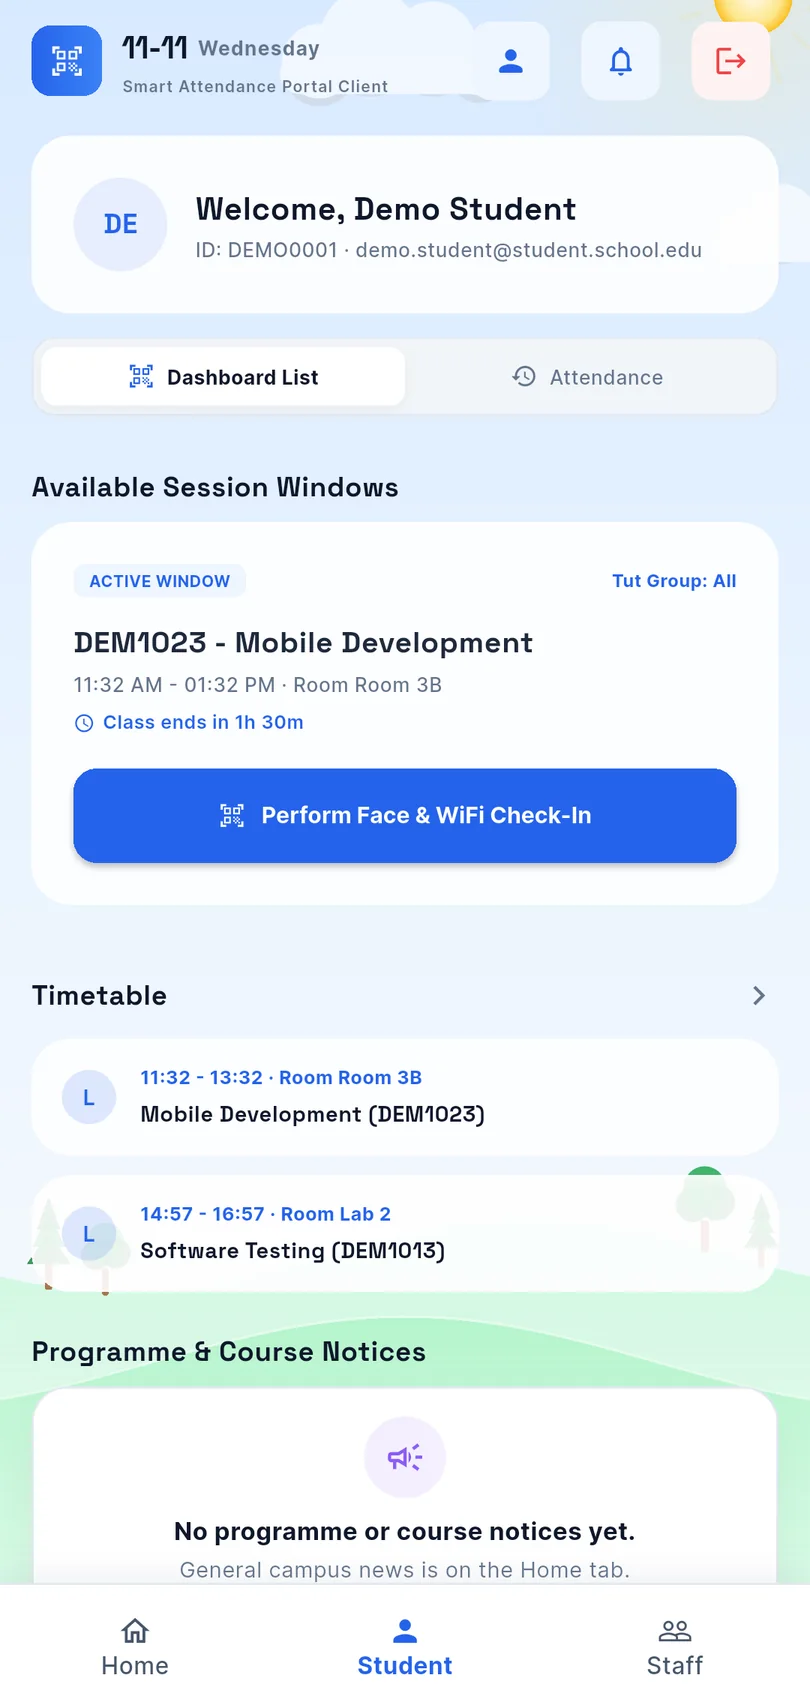 11-11 Wednesday
Smart Attendance Portal Client
DE
Welcome, Demo Student
ID: DEMO0001 · demo.student@student.school.edu
Dashboard List
Attendance
Available Session Windows
ACTIVE WINDOW
Tut Group: All
DEM1023 - Mobile Development
11:32 AM - 01:32 PM · Room Room 3B
Class ends in 1h 30m
Perform Face & WiFi Check-In
Timetable
L
11:32 - 13:32 · Room Room 3B
Mobile Development (DEM1023)
L
14:57 - 16:57 · Room Lab 2
Software Testing (DEM1013)
Programme & Course Notices
No programme or course notices yet.
General campus news is on the Home tab.
Home
Student
Staff